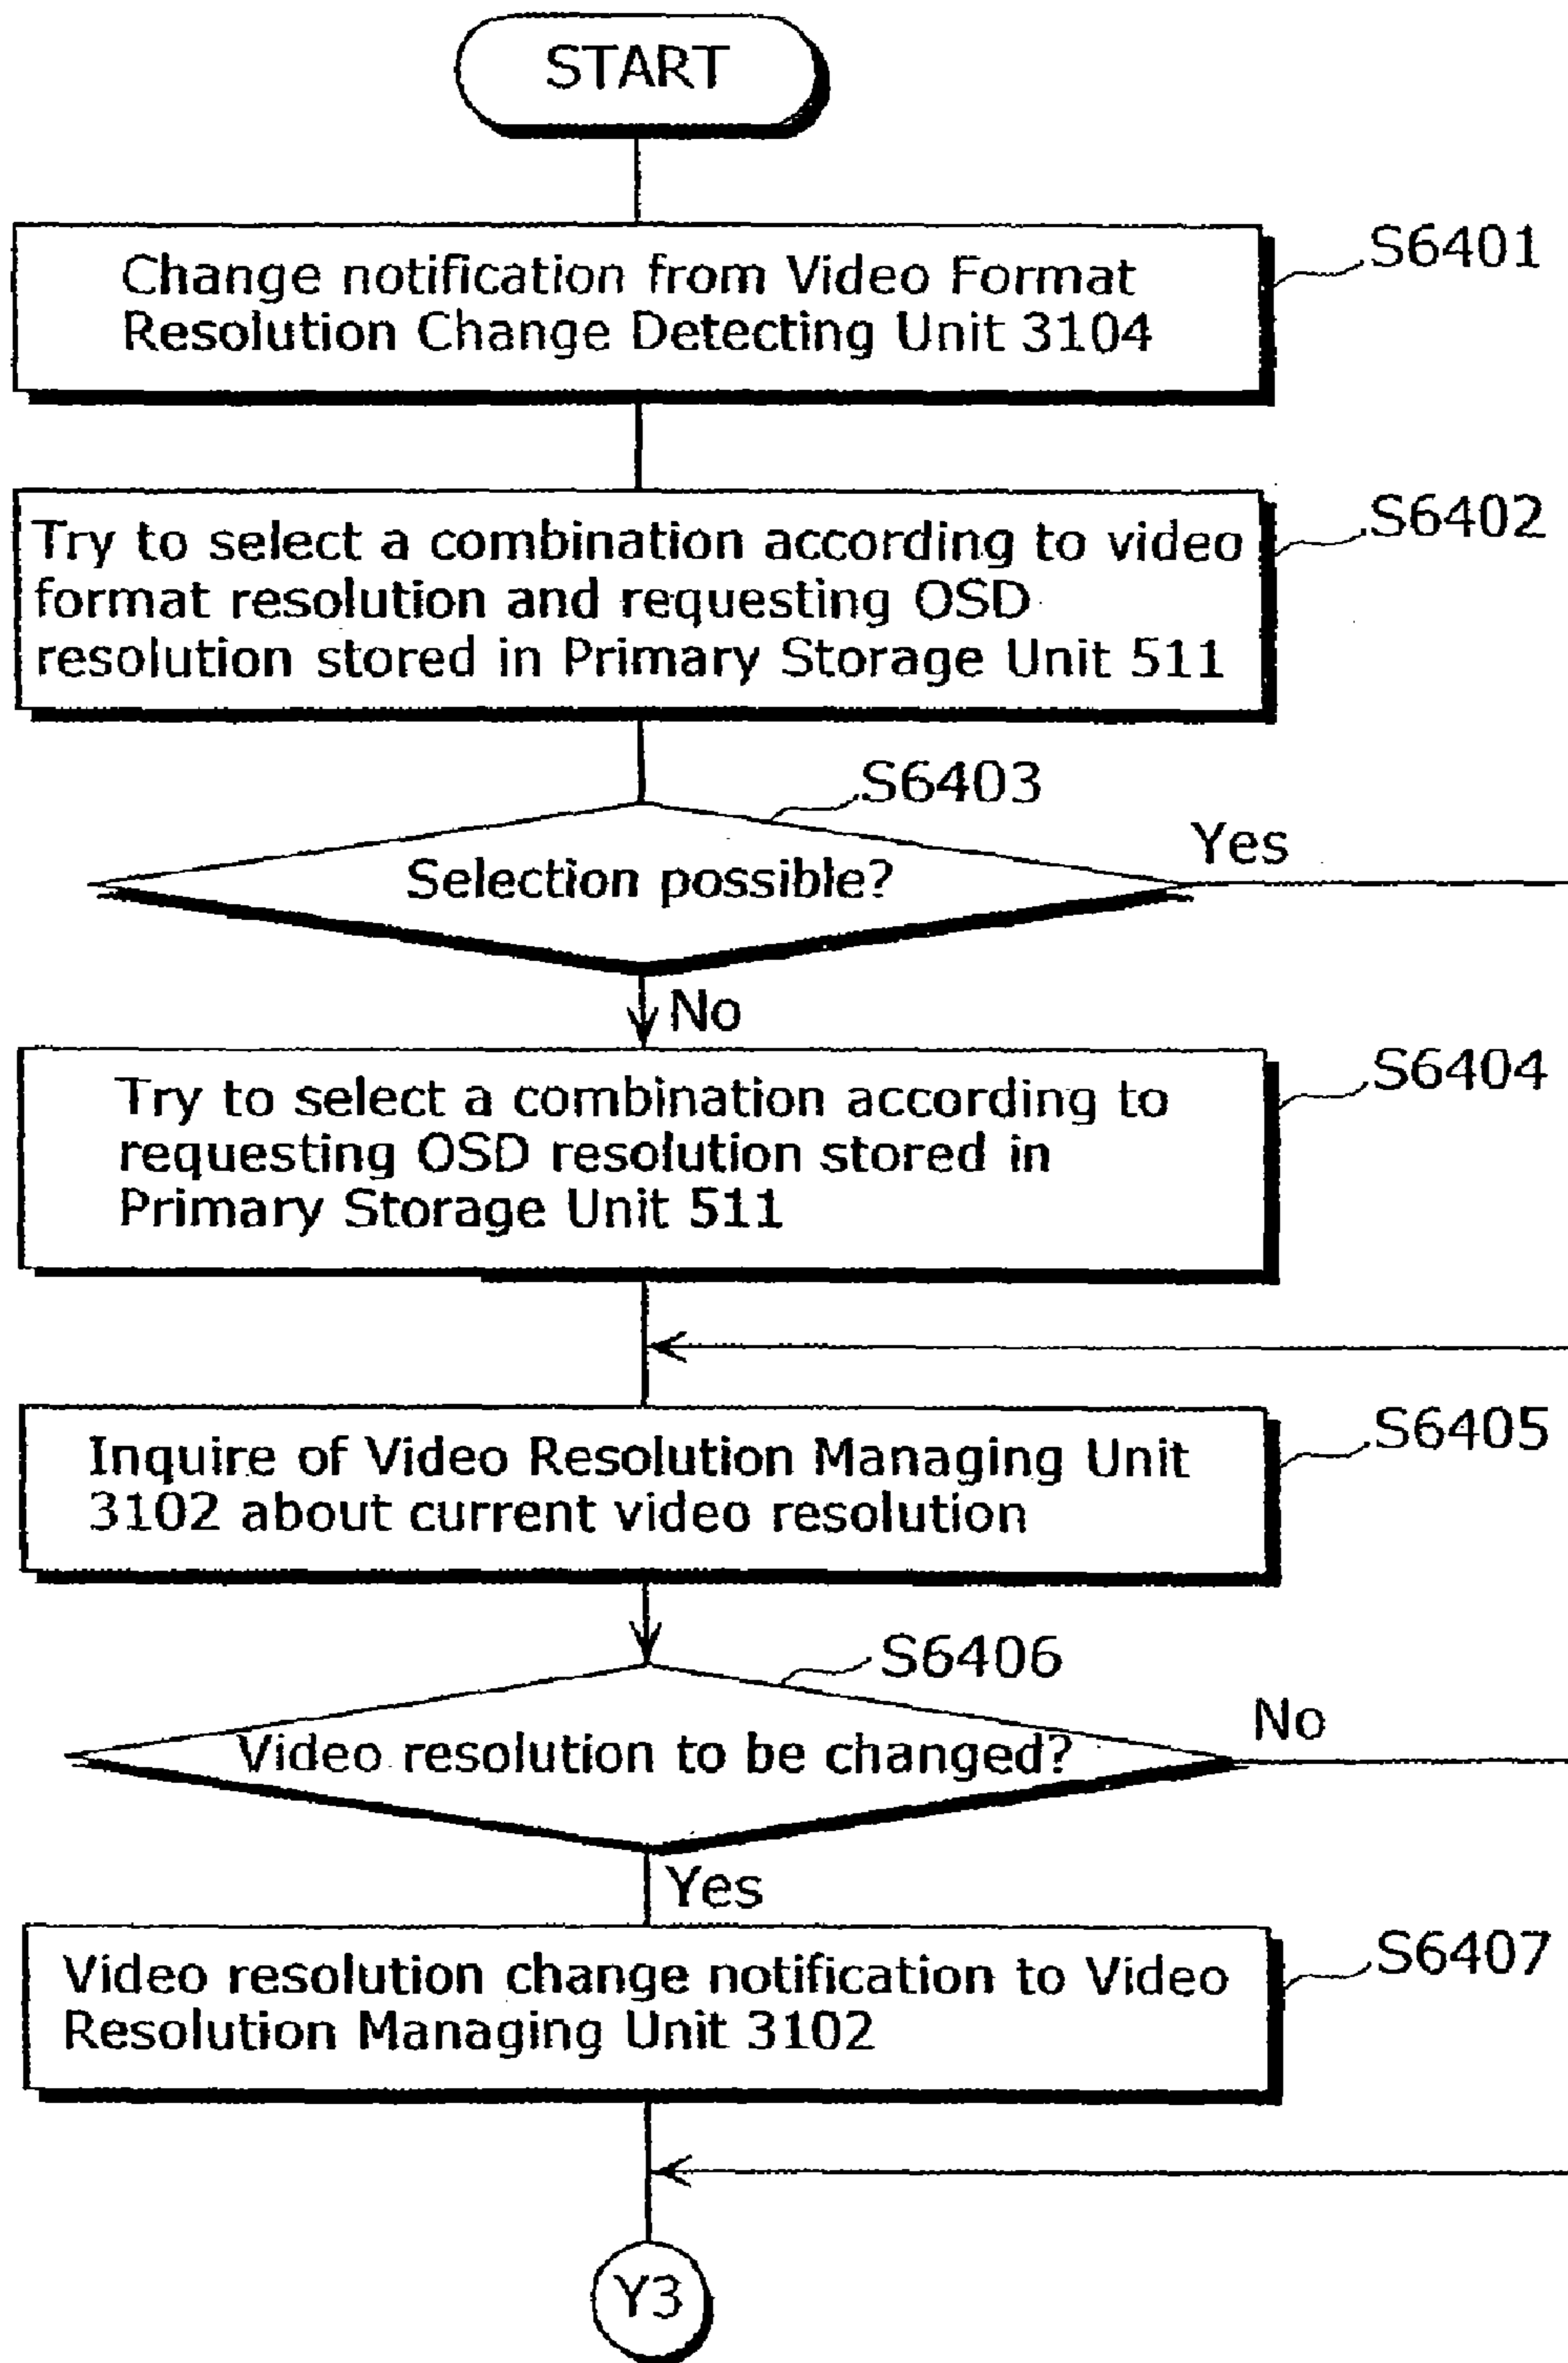 START
Change notification from Video Format
Resolution Change Detecting Unit 3104
S6401
Try to select a combination according to video
format resolution and requesting OSD
resolution stored in Primary Storage Unit 511
S6402
S6403
Selection possible?
Yes
No
Try to select a combination according to
requesting OSD resolution stored in
Primary Storage Unit 511
S6404
Inquire of Video Resolution Managing Unit
3102 about current video resolution
S6405
S6406
Video resolution to be changed?
No
Yes
Video resolution change notification to Video
Resolution Managing Unit 3102
S6407
Y3